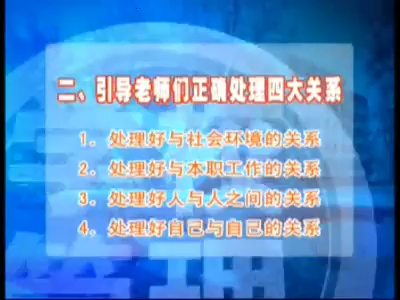 二、引导老师们正确处理四大关系
1. 处理好与社会环境的关系
2. 处理好与本职工作的关系
3. 处理好人与人之间的关系
4. 处理好自己与自己的关系
管理